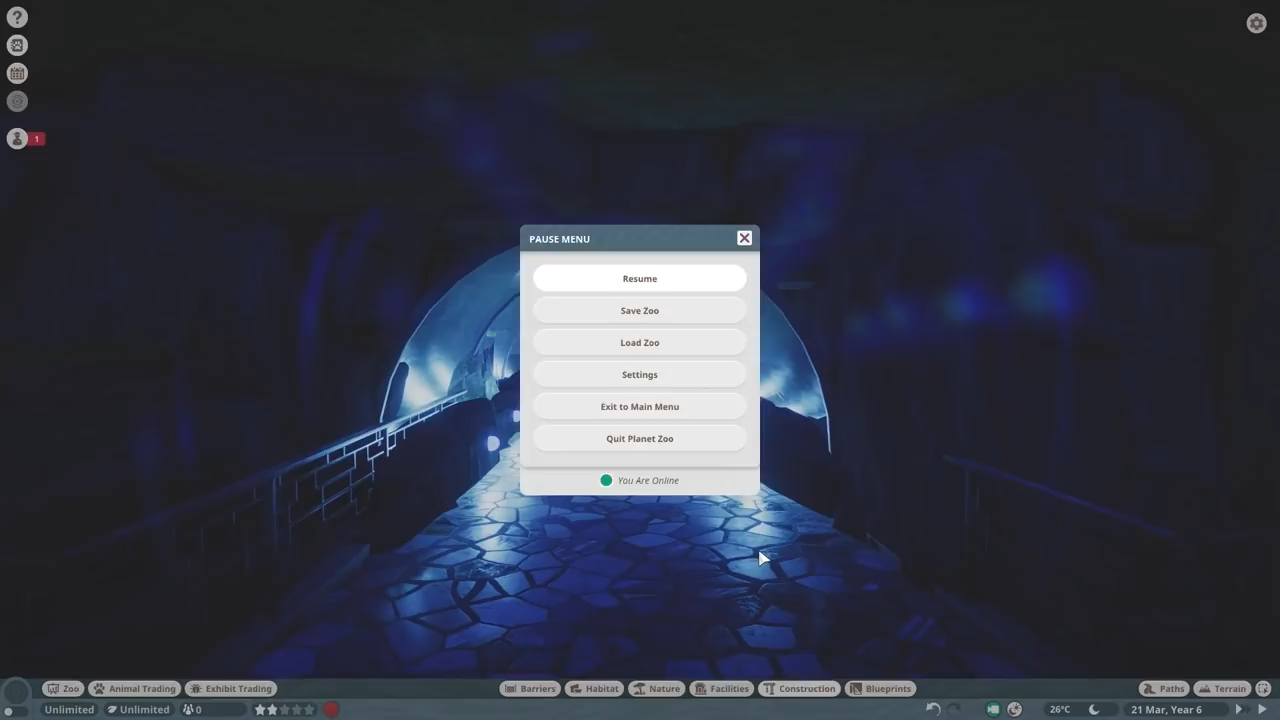 ?
1
PAUSE MENU
Resume
Save Zoo
Load Zoo
Settings
Exit to Main Menu
Quit Planet Zoo
You Are Online
Zoo
Animal Trading
Exhibit Trading
Barriers
Habitat
Nature
Facilities
Construction
Blueprints
Paths
Terrain
Unlimited
Unlimited
0
26°C
21 Mar, Year 6